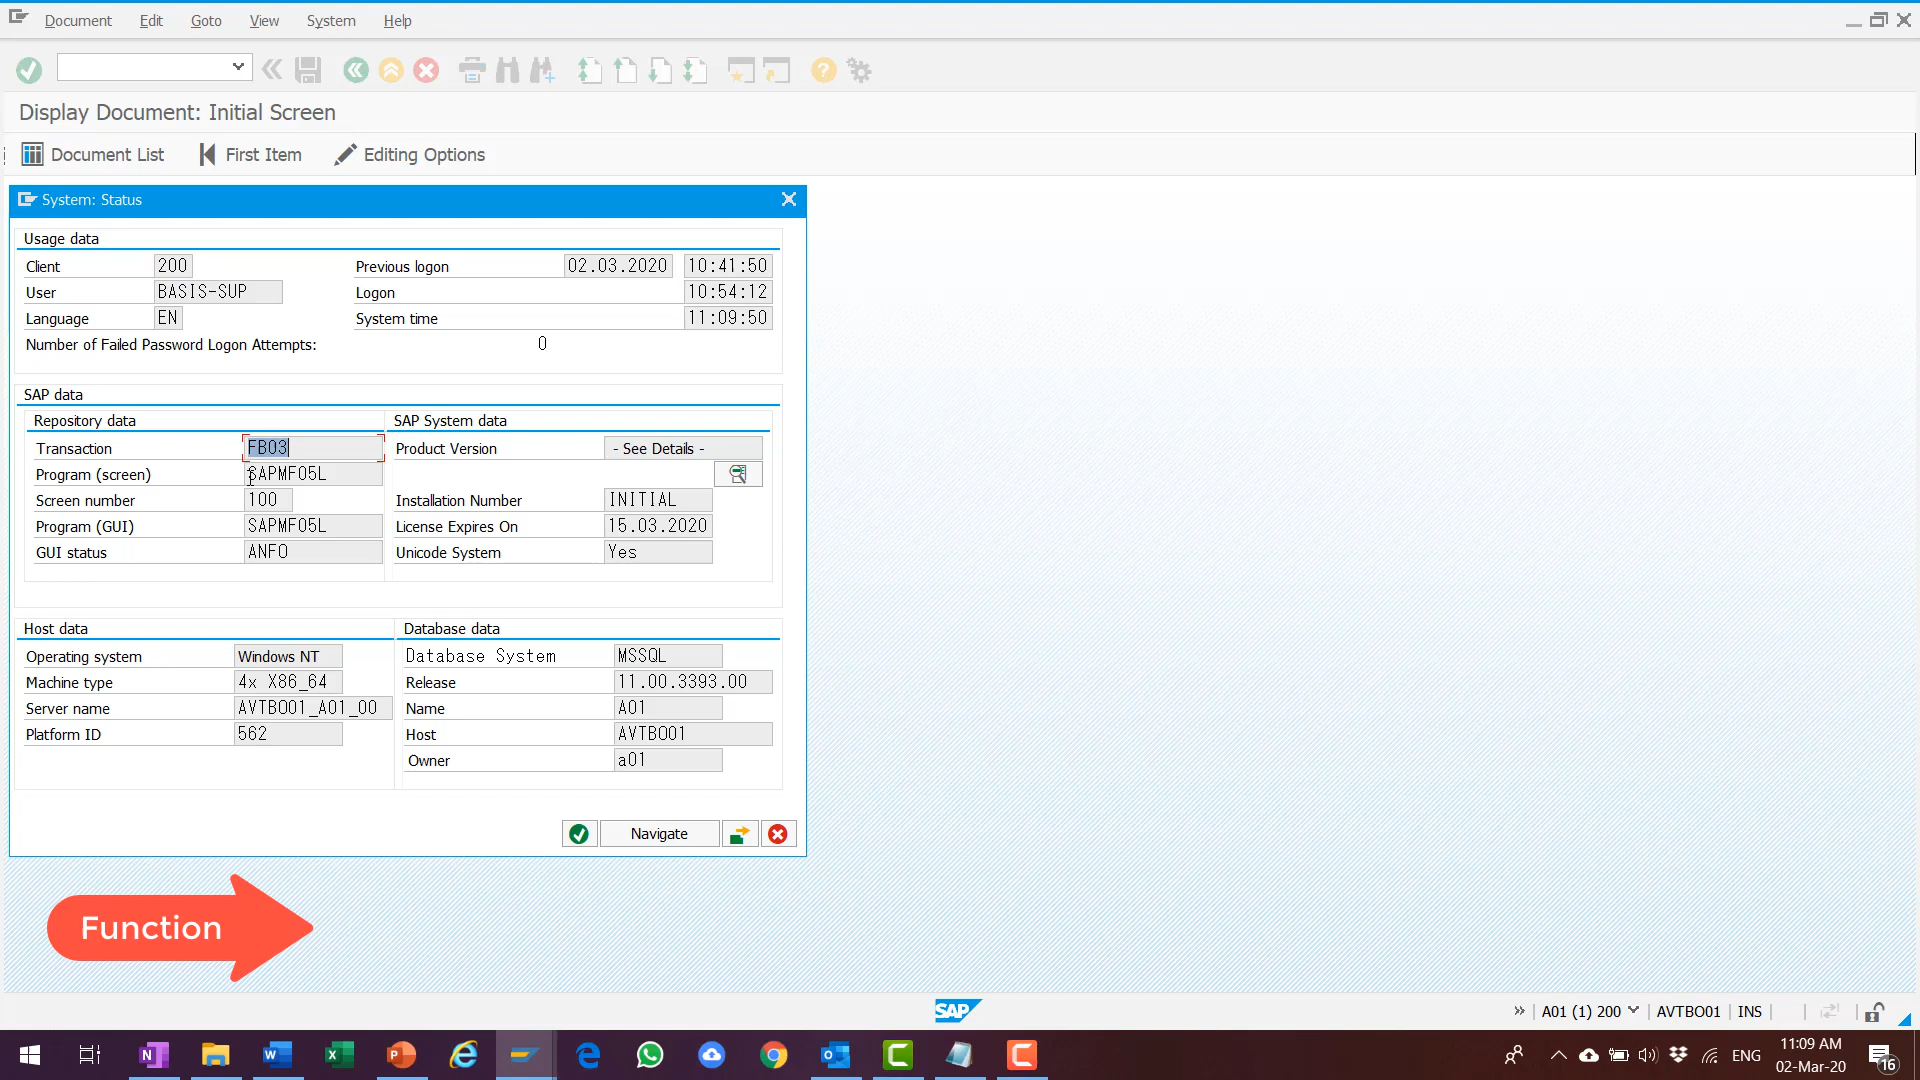 Document Edit Goto View System Help
Display Document: Initial Screen
Document List First Item Editing Options
System: Status
Usage data
Client 200 Previous logon 02.03.2020 10:41:50
User BASIS-SUP Logon 10:54:12
Language EN System time 11:09:50
Number of Failed Password Logon Attempts: 0
SAP data
Repository data SAP System data
Transaction FB03 Product Version - See Details -
Program (screen) SAPMF05L
Screen number 100 Installation Number INITIAL
Program (GUI) SAPMF05L License Expires On 15.03.2020
GUI status ANFO Unicode System Yes
Host data Database data
Operating system Windows NT Database System MSSQL
Machine type 4x X86_64 Release 11.00.3393.00
Server name AVTBO01_A01_00 Name A01
Platform ID 562 Host AVTBO01
Owner a01
Navigate
Function
SAP A01 (1) 200 AVTBO01 INS
ENG 11:09 AM
02-Mar-20 16